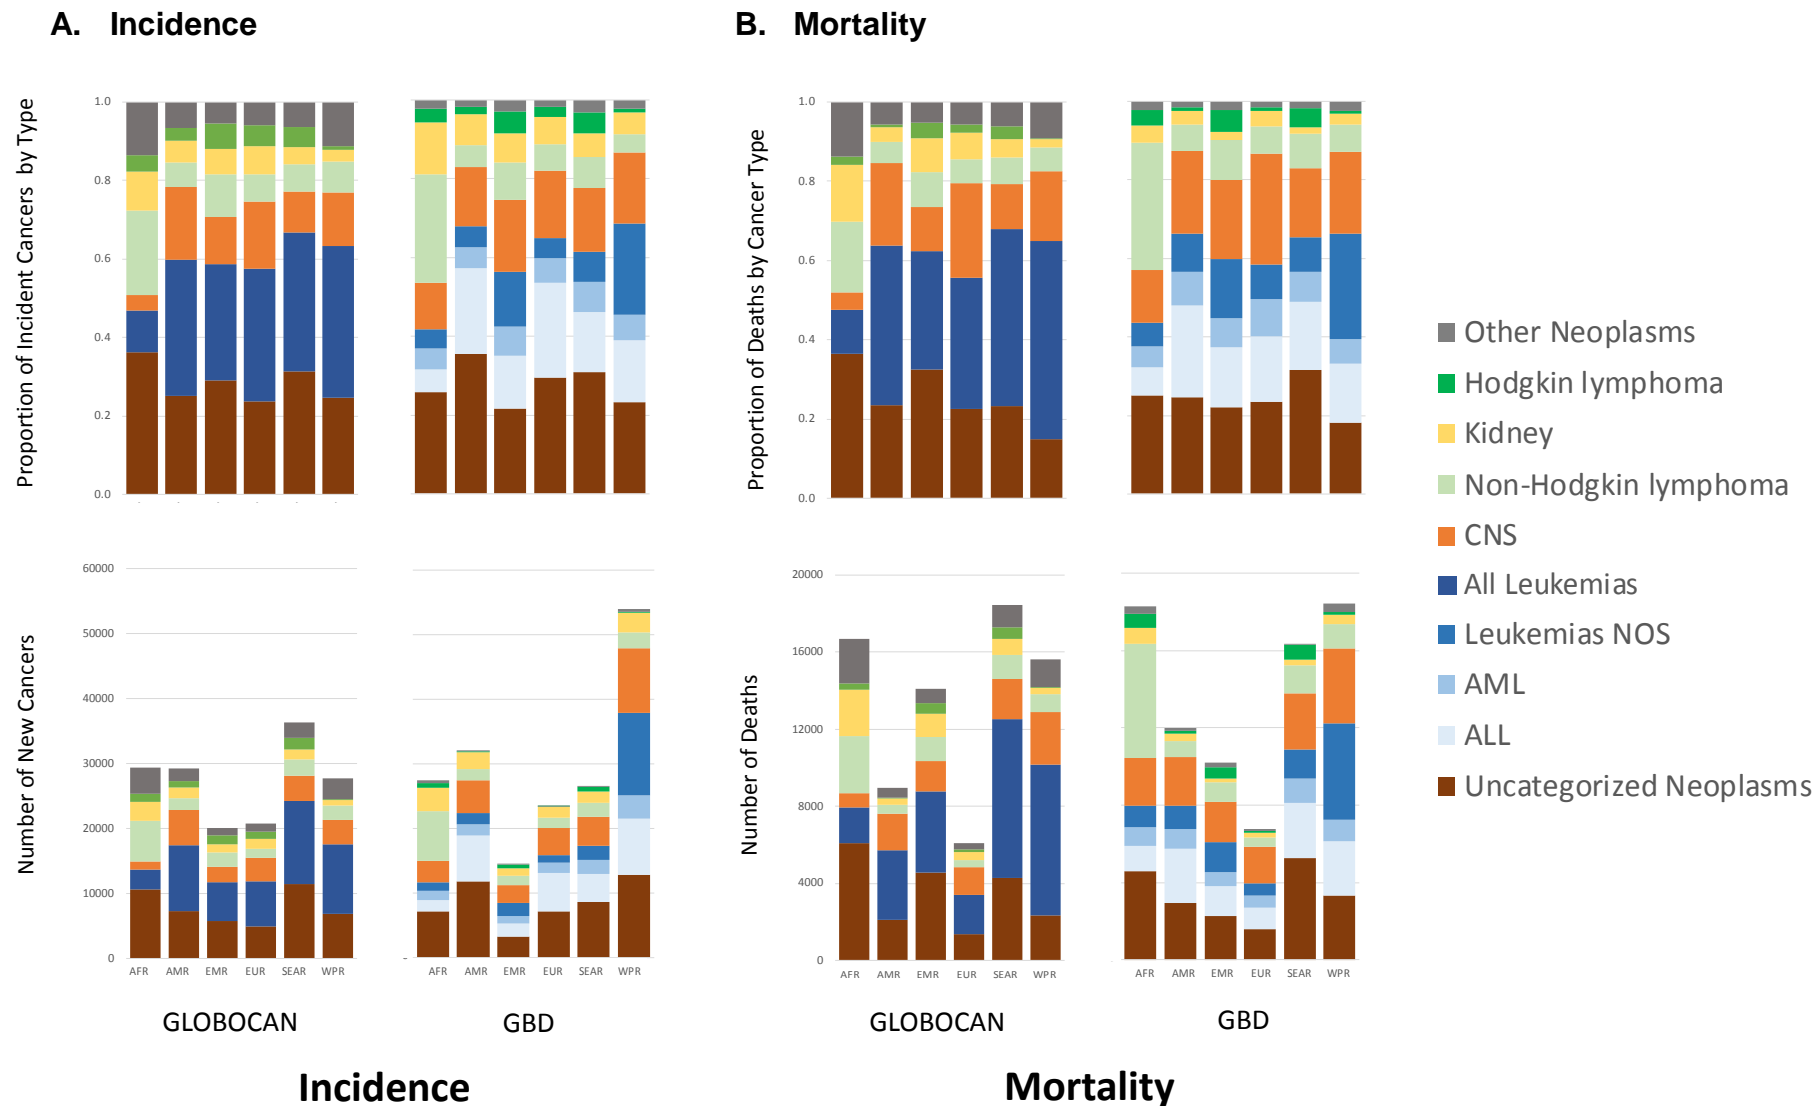 A. Incidence
B. Mortality
Proportion of Incident Cancers by Type
1.0
0.8
0.6
0.4
0.2
0.0
Proportion of Deaths by Cancer Type
1.0
0.8
0.6
0.4
0.2
0.0
Number of New Cancers
60000
50000
40000
30000
20000
10000
0
AFR AMR EMR EUR SEAR WPR
GLOBOCAN
-
AFR AMR EMR EUR SEAR WPR
GBD
Incidence
Number of Deaths
20000
16000
12000
8000
4000
0
AFR AMR EMR EUR SEAR WPR
GLOBOCAN
AFR AMR EMR EUR SEAR WPR
GBD
Mortality
Other Neoplasms
Hodgkin lymphoma
Kidney
Non-Hodgkin lymphoma
CNS
All Leukemias
Leukemias NOS
AML
ALL
Uncategorized Neoplasms